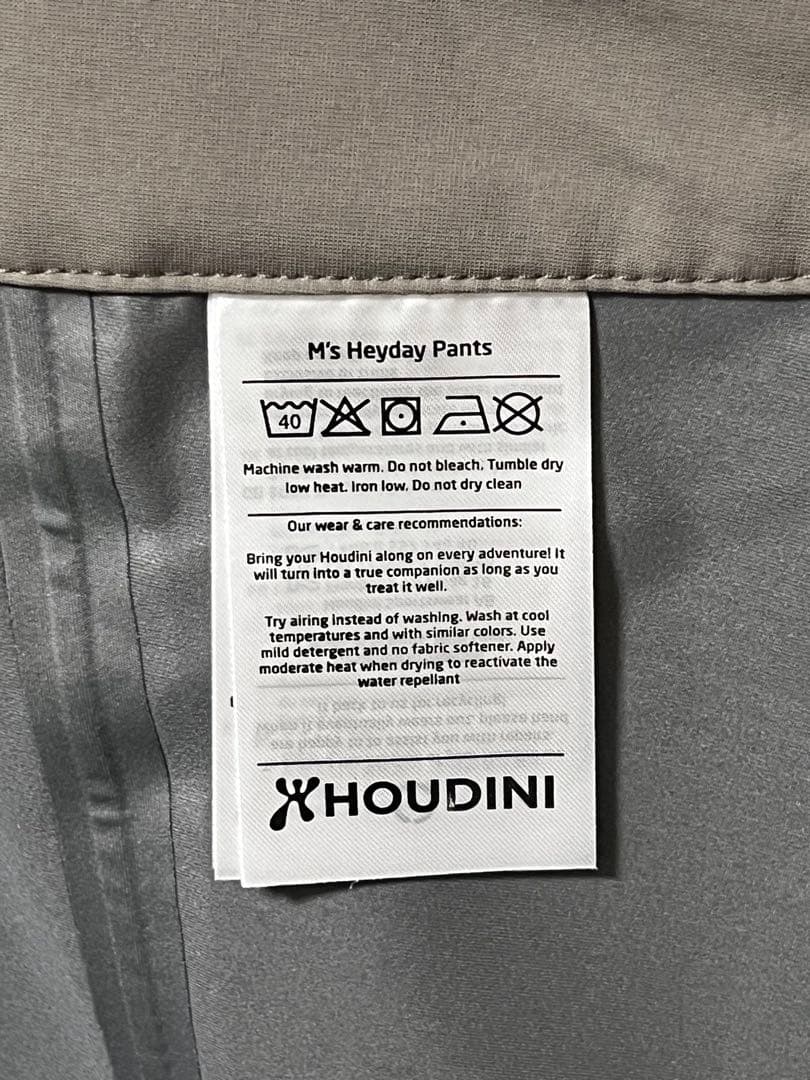 M's Heyday Pants
40
Machine wash warm. Do not bleach. Tumble dry
low heat. Iron low. Do not dry clean
Our wear & care recommendations:
Bring your Houdini along on every adventure! It
will turn into a true companion as long as you
treat it well.
Try airing instead of washing. Wash at cool
temperatures and with similar colors. Use
mild detergent and no fabric softener. Apply
moderate heat when drying to reactivate the
water repellant
HOUDINI